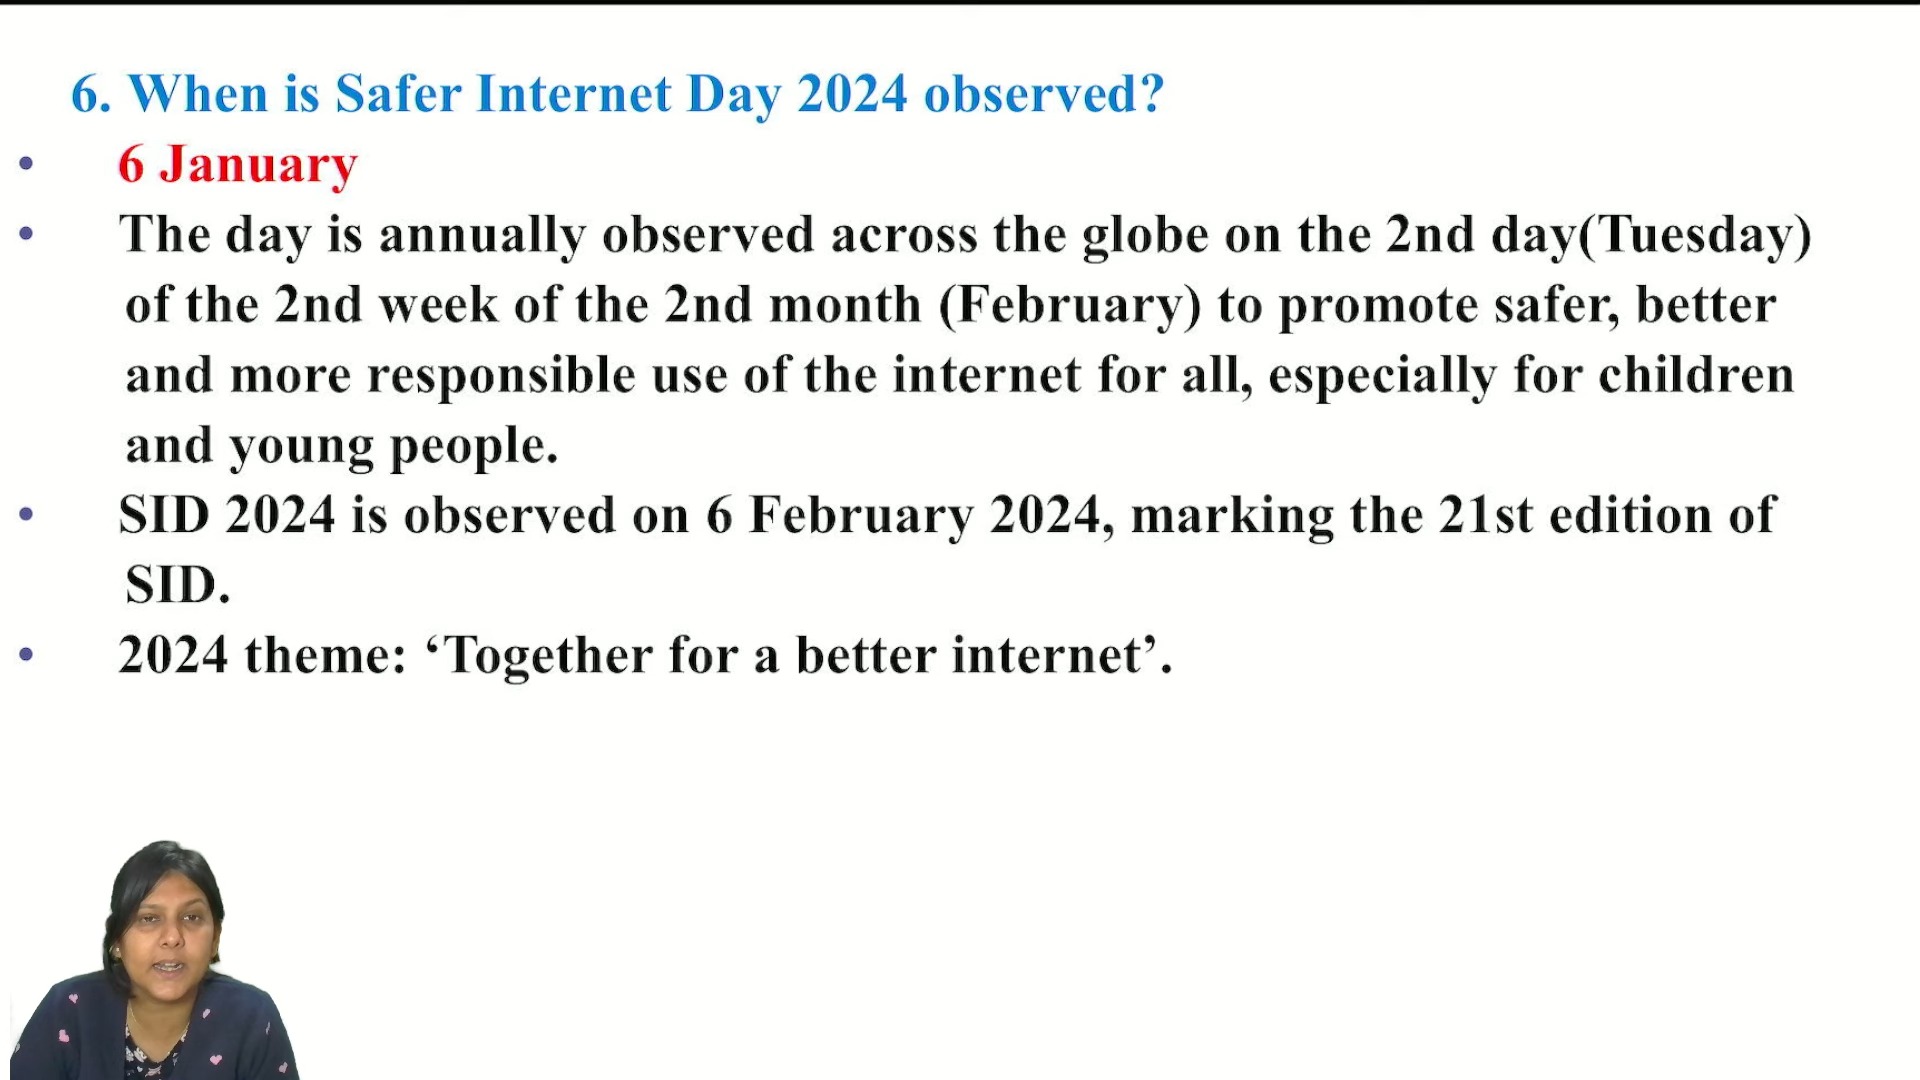 6. When is Safer Internet Day 2024 observed?
• 6 January
• The day is annually observed across the globe on the 2nd day(Tuesday)
of the 2nd week of the 2nd month (February) to promote safer, better
and more responsible use of the internet for all, especially for children
and young people.
• SID 2024 is observed on 6 February 2024, marking the 21st edition of
SID.
• 2024 theme: ‘Together for a better internet’.